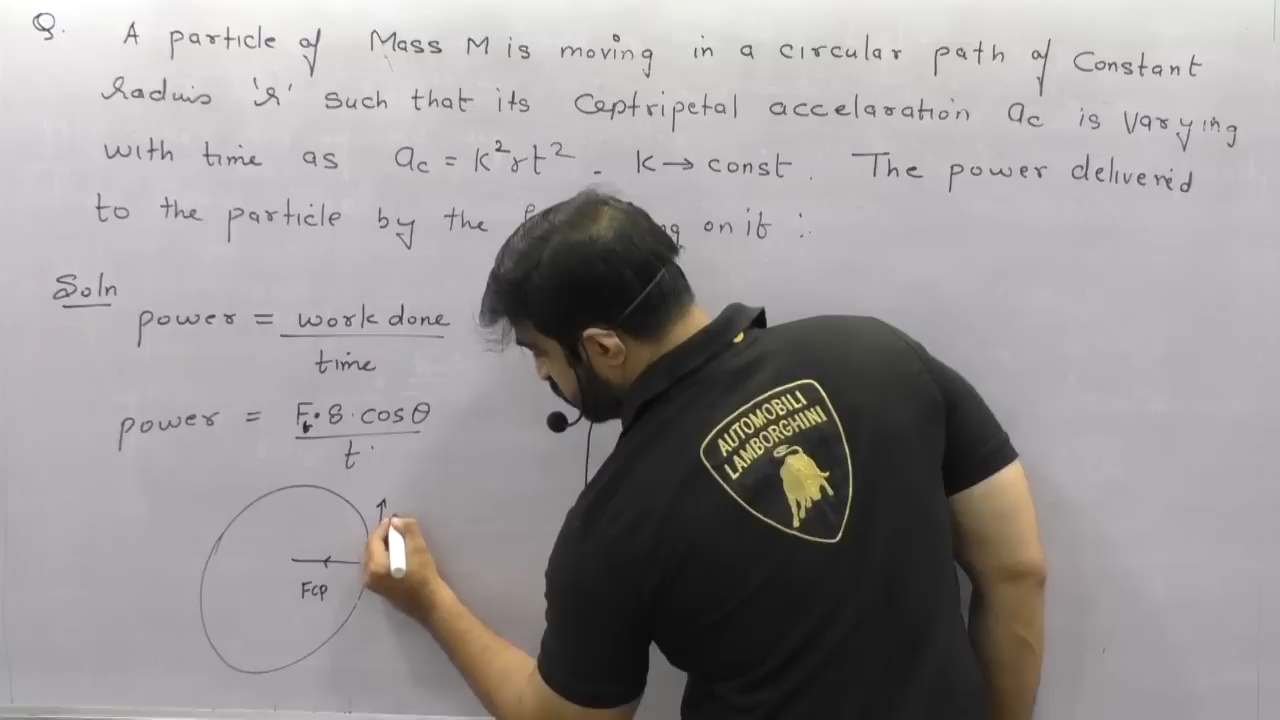 Q. A particle of Mass M is moving in a circular path of Constant
Raduis 'r' such that its Ceptripetal accelaration ac is Varying
with time as ac = k²rt². k → const. The power delivered
to the particle by the on it :
Soln
power = work done
time
power = Ft.S.cosθ
t
Fcp
AUTOMOBILI
LAMBORGHINI